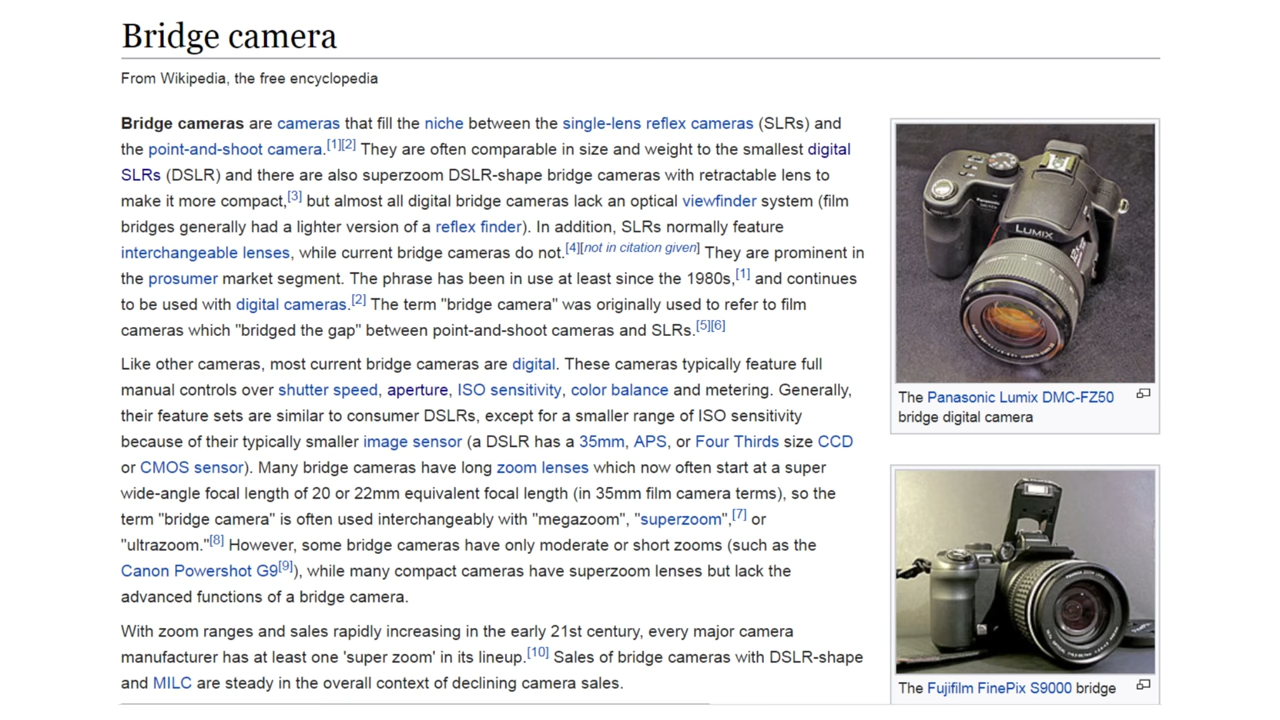 Bridge camera
From Wikipedia, the free encyclopedia
Bridge cameras are cameras that fill the niche between the single-lens reflex cameras (SLRs) and
the point-and-shoot camera.[1][2] They are often comparable in size and weight to the smallest digital
SLRs (DSLR) and there are also superzoom DSLR-shape bridge cameras with retractable lens to
make it more compact,[3] but almost all digital bridge cameras lack an optical viewfinder system (film
bridges generally had a lighter version of a reflex finder). In addition, SLRs normally feature
interchangeable lenses, while current bridge cameras do not.[4][not in citation given] They are prominent in
the prosumer market segment. The phrase has been in use at least since the 1980s,[1] and continues
to be used with digital cameras.[2] The term "bridge camera" was originally used to refer to film
cameras which "bridged the gap" between point-and-shoot cameras and SLRs.[5][6]
Like other cameras, most current bridge cameras are digital. These cameras typically feature full
manual controls over shutter speed, aperture, ISO sensitivity, color balance and metering. Generally,
their feature sets are similar to consumer DSLRs, except for a smaller range of ISO sensitivity
because of their typically smaller image sensor (a DSLR has a 35mm, APS, or Four Thirds size CCD
or CMOS sensor). Many bridge cameras have long zoom lenses which now often start at a super
wide-angle focal length of 20 or 22mm equivalent focal length (in 35mm film camera terms), so the
term "bridge camera" is often used interchangeably with "megazoom", "superzoom",[7] or
"ultrazoom."[8] However, some bridge cameras have only moderate or short zooms (such as the
Canon Powershot G9[9]), while many compact cameras have superzoom lenses but lack the
advanced functions of a bridge camera.
With zoom ranges and sales rapidly increasing in the early 21st century, every major camera
manufacturer has at least one 'super zoom' in its lineup.[10] Sales of bridge cameras with DSLR-shape
and MILC are steady in the overall context of declining camera sales.
LUMIX
The Panasonic Lumix DMC-FZ50
bridge digital camera
The Fujifilm FinePix S9000 bridge